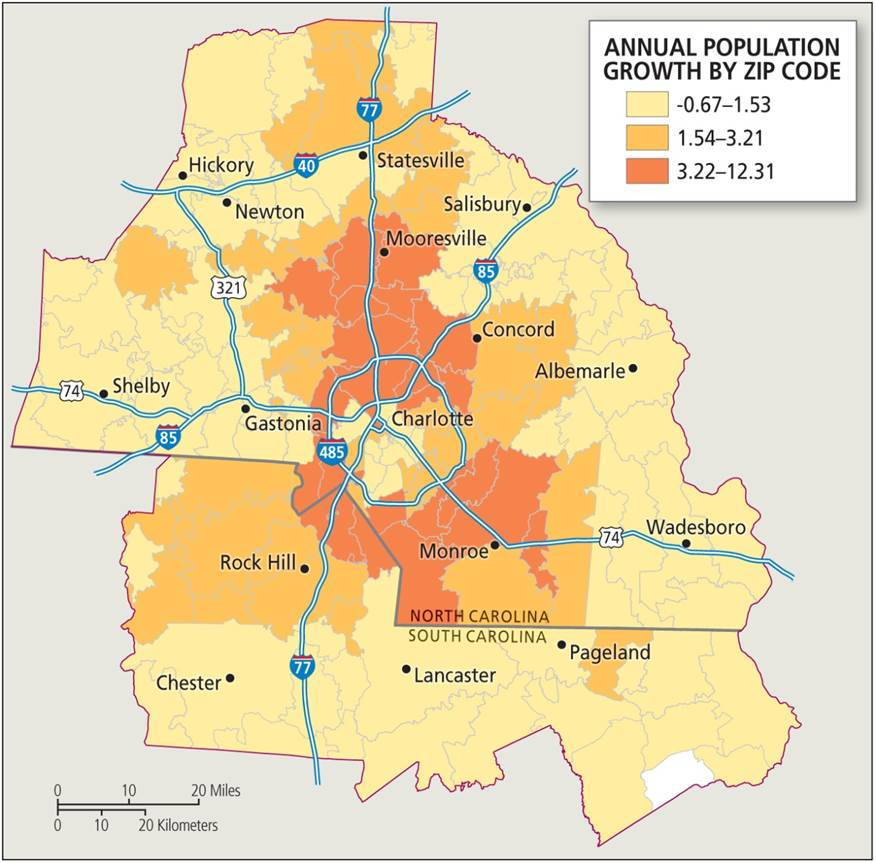 ANNUAL POPULATION
GROWTH BY ZIP CODE
-0.67–1.53
1.54–3.21
3.22–12.31
77
40
Statesville
Hickory
Newton
Salisbury
Mooresville
85
321
Concord
Albemarle
74
Shelby
Gastonia
Charlotte
85
485
Wadesboro
74
Monroe
Rock Hill
NORTH CAROLINA
SOUTH CAROLINA
Pageland
77
Lancaster
Chester
0 10 20 Miles
0 10 20 Kilometers